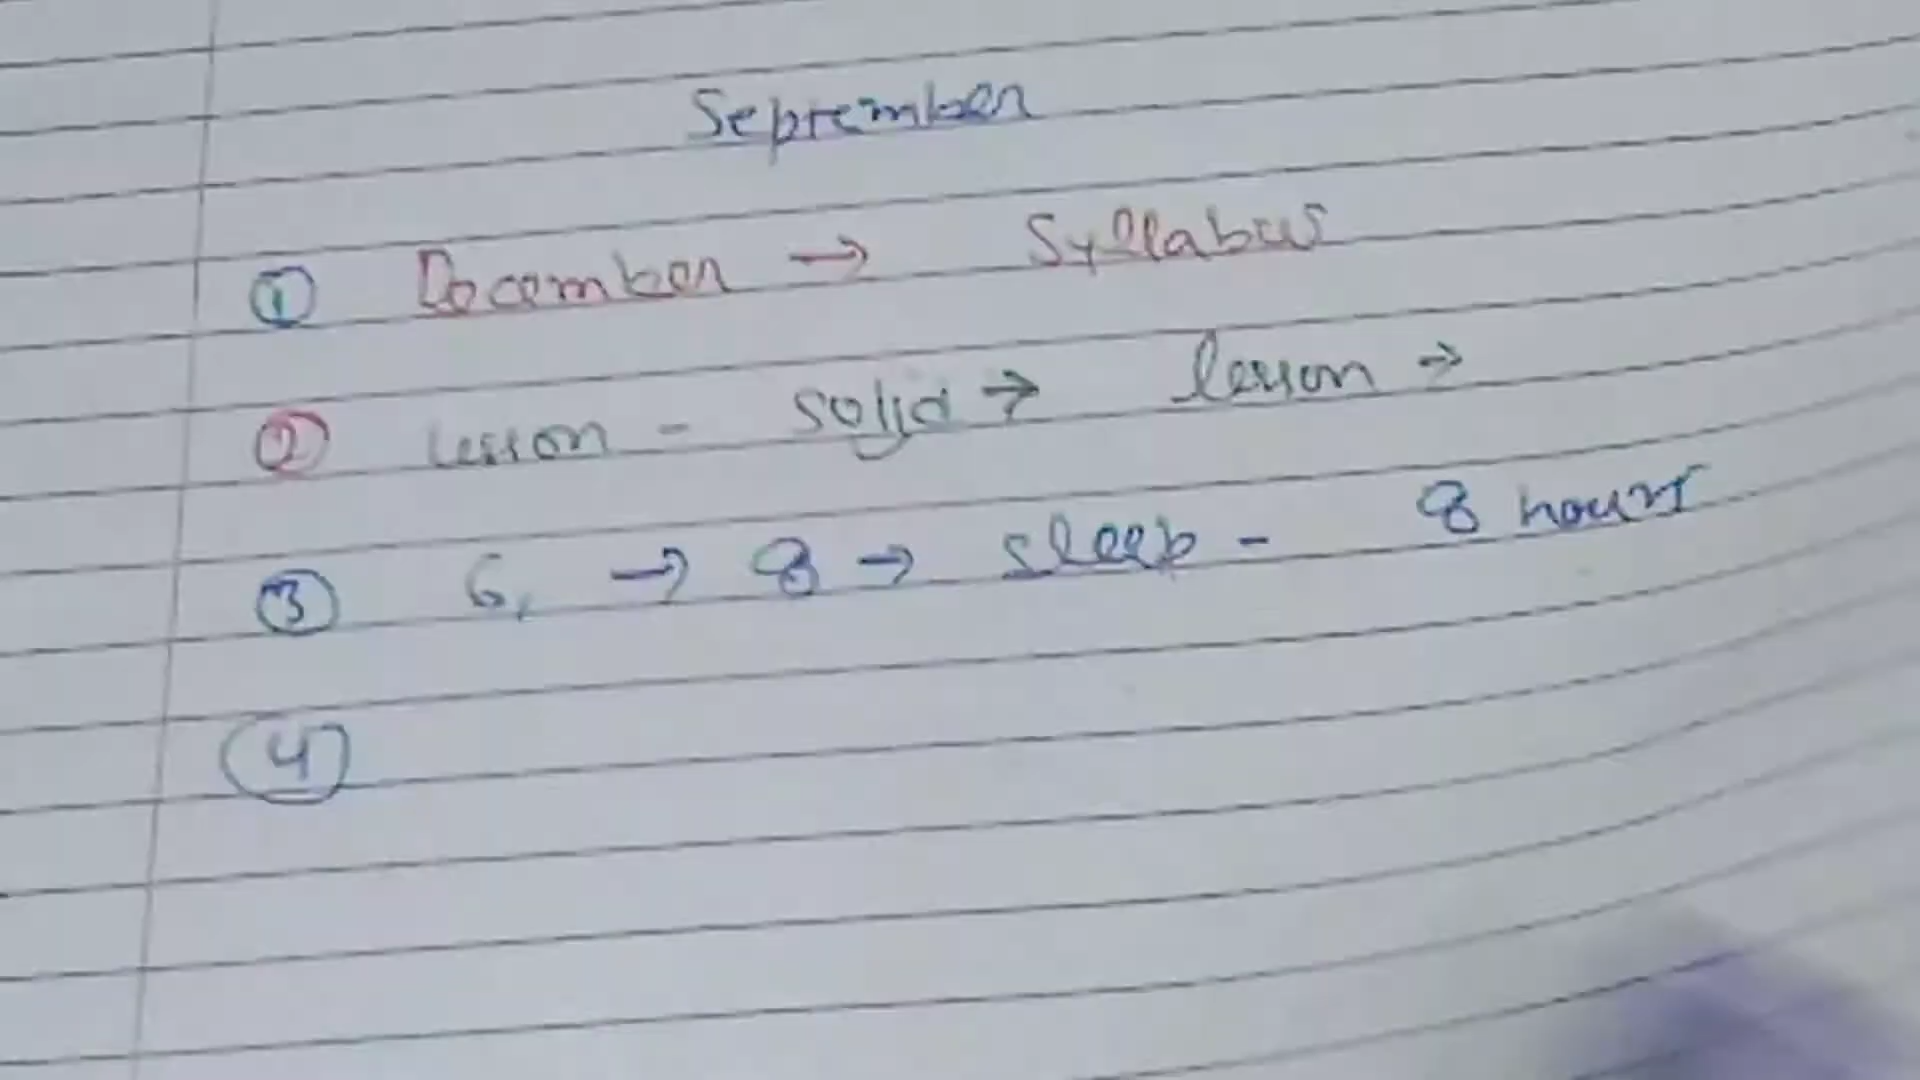 September
① December → Syllabus
② lesson - solid → lesson →
③ 6, → 8 → sleep - 8 hours
④